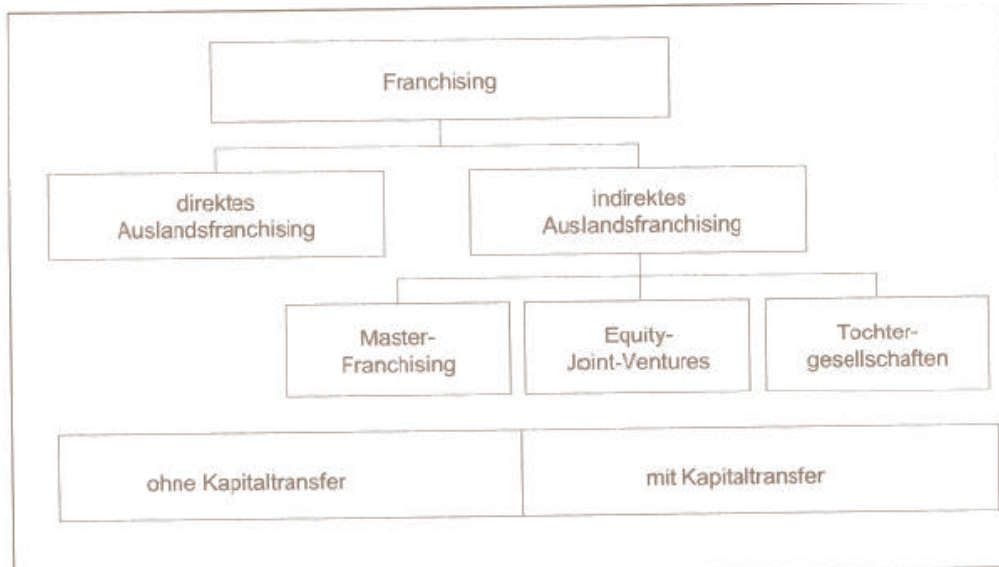 Franchising
direktes
Auslandsfranchising
indirektes
Auslandsfranchising
Master-
Franchising
Equity-
Joint-Ventures
Tochter-
gesellschaften
ohne Kapitaltransfer
mit Kapitaltransfer